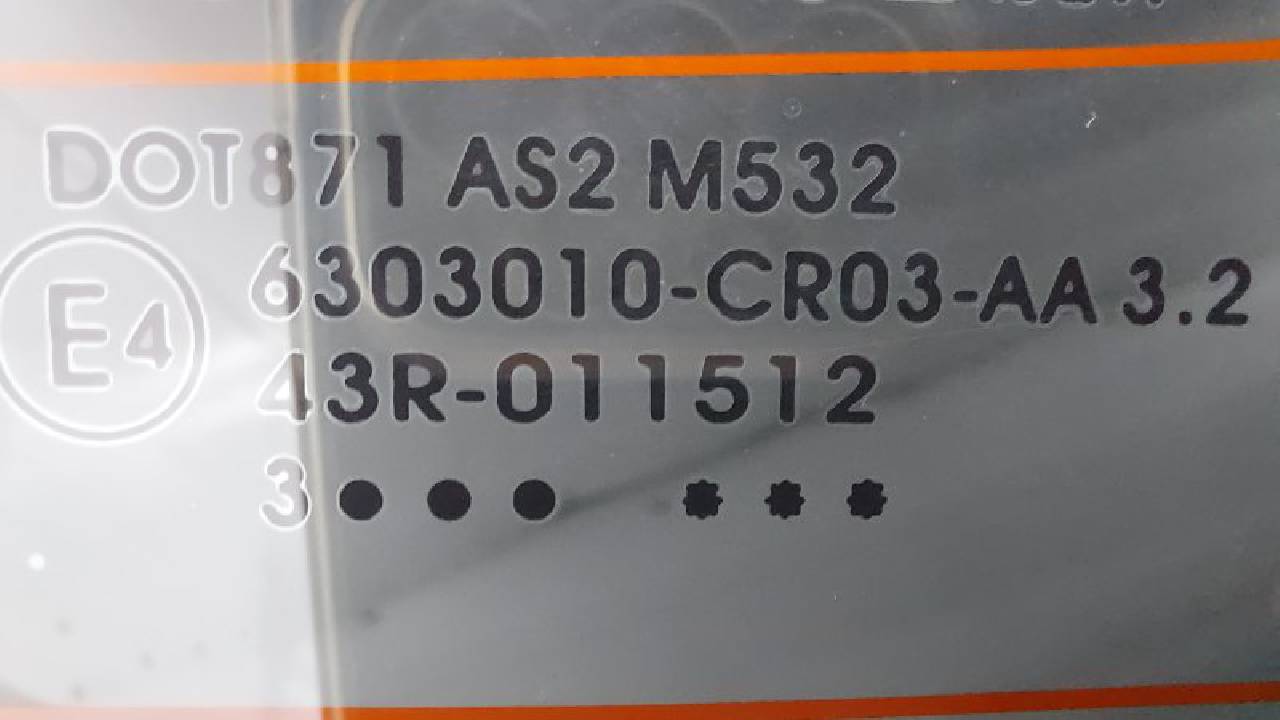 DOT871 AS2 M532
E4
6303010-CR03-AA 3.2
43R-011512
3